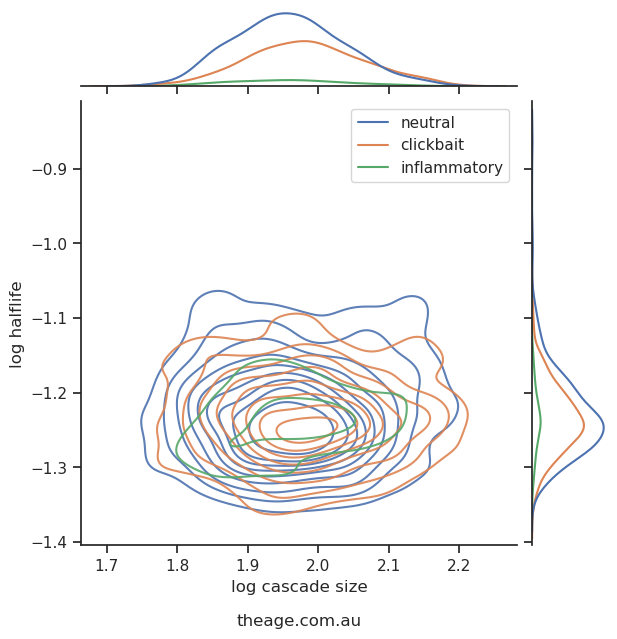 neutral
clickbait
inflammatory
−0.9
−1.0
−1.1
−1.2
−1.3
−1.4
log halflife
1.7 1.8 1.9 2.0 2.1 2.2
log cascade size
theage.com.au